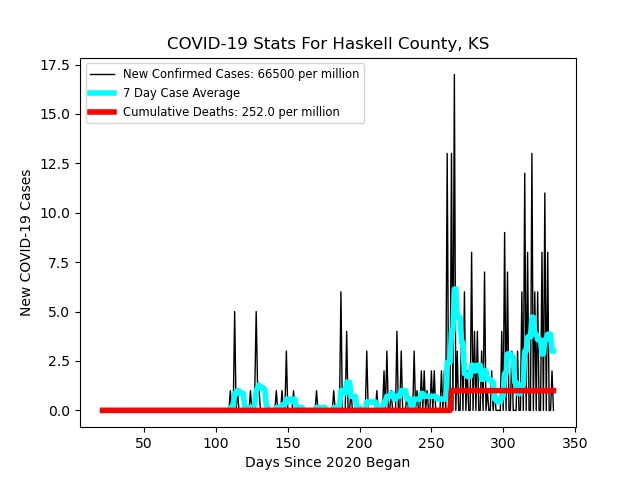 COVID-19 Stats For Haskell County, KS
New Confirmed Cases: 66500 per million
7 Day Case Average
Cumulative Deaths: 252.0 per million
17.5
15.0
12.5
10.0
7.5
5.0
2.5
0.0
New COVID-19 Cases
50 100 150 200 250 300 350
Days Since 2020 Began